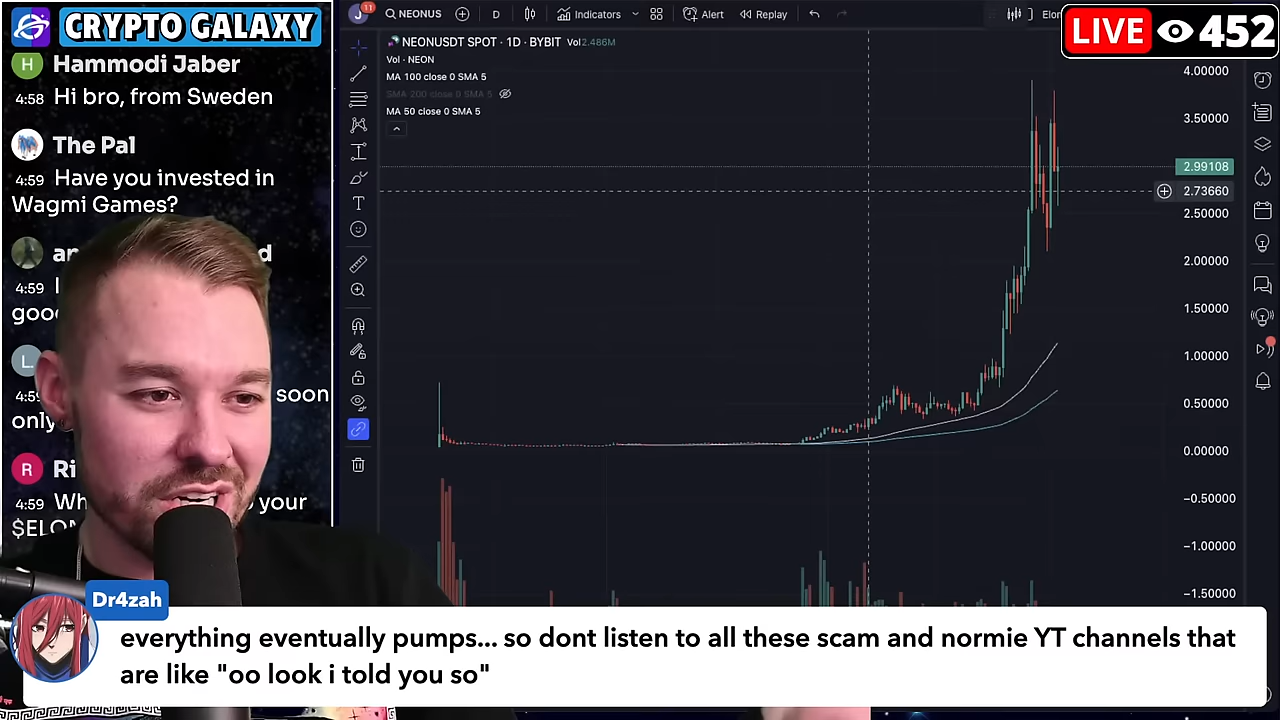 CRYPTO GALAXY
H Hammodi Jaber
4:58 Hi bro, from Sweden
The Pal
4:59 Have you invested in
Wagmi Games?
4:59
L.
soon
only
R Ri
4:59 Wh your
J 11 NEONUS D Indicators Alert Replay
LIVE 452
NEONUSDT SPOT · 1D · BYBIT Vol2.486M
Vol · NEON
MA 100 close 0 SMA 5
SMA 200 close 0 SMA 5
MA 50 close 0 SMA 5
4.00000
3.50000
2.99108
2.73660
2.50000
2.00000
1.50000
1.00000
0.50000
0.00000
−0.50000
−1.00000
−1.50000
Dr4zah
everything eventually pumps... so dont listen to all these scam and normie YT channels that
are like "oo look i told you so"